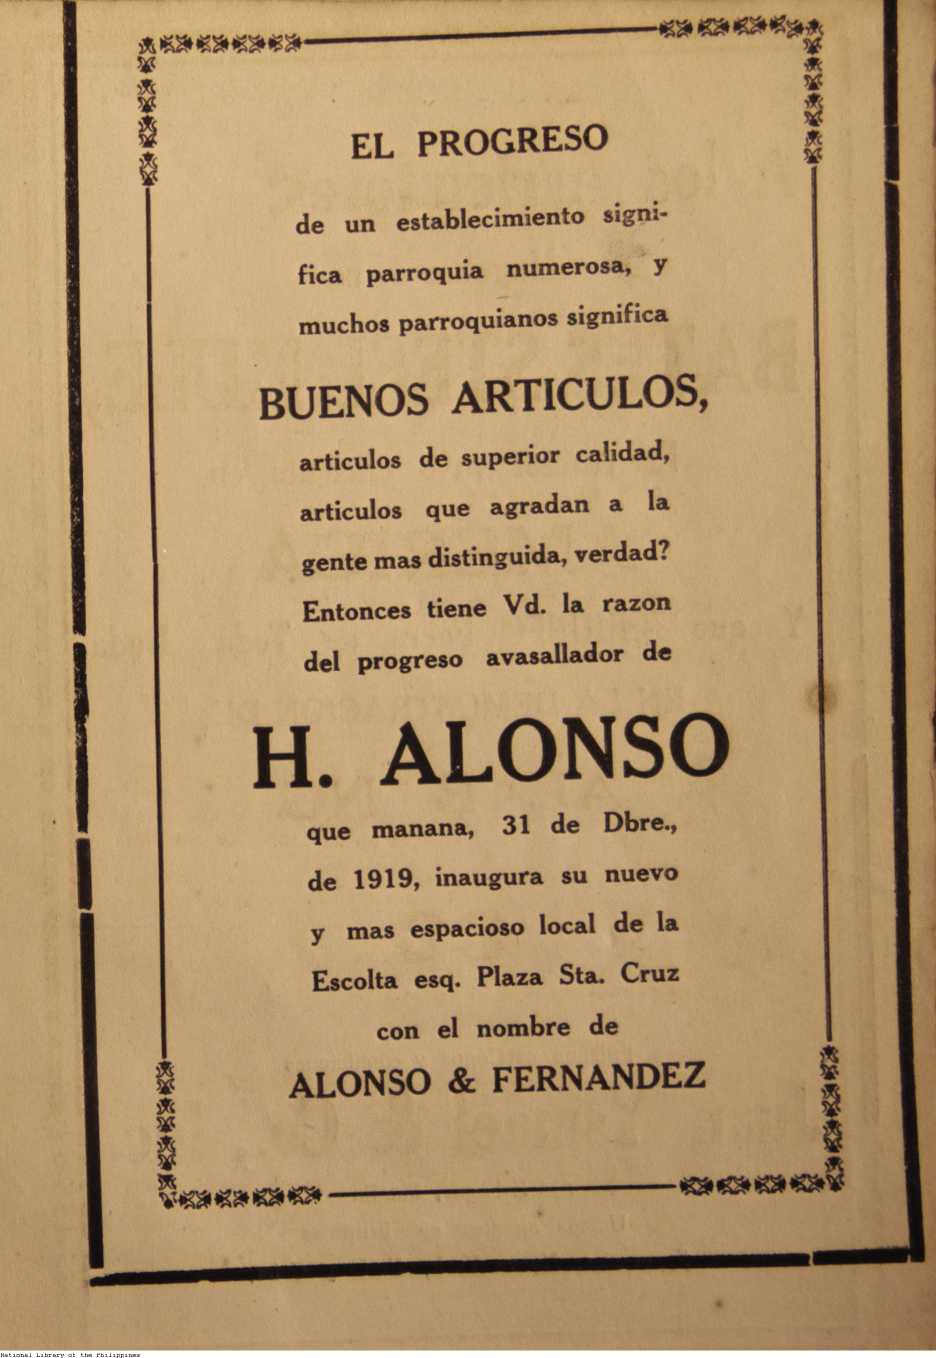 EL PROGRESO
de un establecimiento signi-
fica parroquia numerosa, y
muchos parroquianos significa
BUENOS ARTICULOS,
articulos de superior calidad,
articulos que agradan a la
gente mas distinguida, verdad?
Entonces tiene Vd. la razon
del progreso avasallador de
H. ALONSO
que manana, 31 de Dbre.,
de 1919, inaugura su nuevo
y mas espacioso local de la
Escolta esq. Plaza Sta. Cruz
con el nombre de
ALONSO & FERNANDEZ
National Library of the Philippines